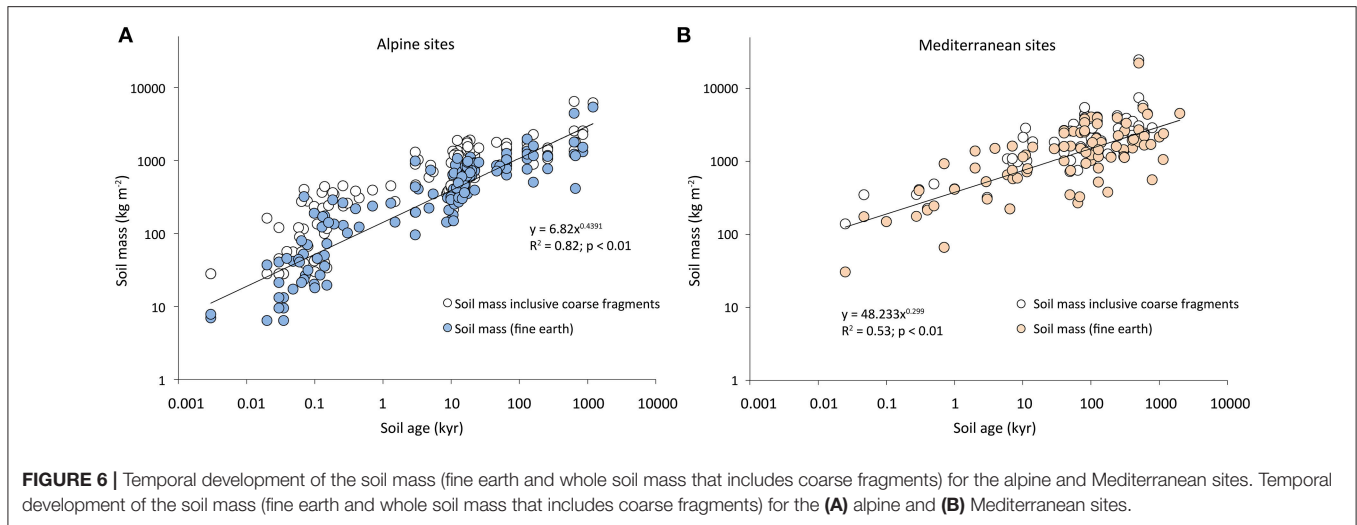 A
Alpine sites
10000
1000
100
10
1
0.001 0.01 0.1 1 10 100 1000 10000
Soil mass (kg m-2)
Soil age (kyr)
y = 6.82x0.4391
R2 = 0.82; p < 0.01
Soil mass inclusive coarse fragments
Soil mass (fine earth)
B
Mediterranean sites
10000
1000
100
10
1
0.001 0.01 0.1 1 10 100 1000 10000
Soil mass (kg m-2)
Soil age (kyr)
y = 48.233x0.299
R2 = 0.53; p < 0.01
Soil mass inclusive coarse fragments
Soil mass (fine earth)
FIGURE 6 | Temporal development of the soil mass (fine earth and whole soil mass that includes coarse fragments) for the alpine and Mediterranean sites. Temporal
development of the soil mass (fine earth and whole soil mass that includes coarse fragments) for the (A) alpine and (B) Mediterranean sites.